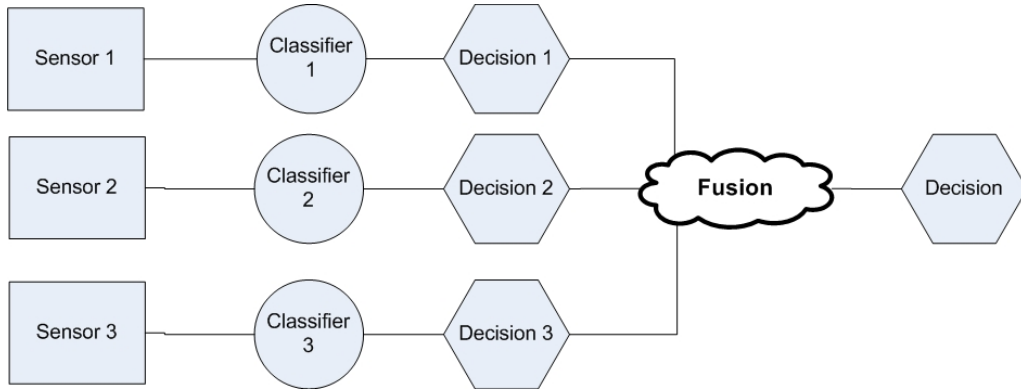 Sensor 1
Classifier
1
Decision 1
Sensor 2
Classifier
2
Decision 2
Fusion
Decision
Sensor 3
Classifier
3
Decision 3